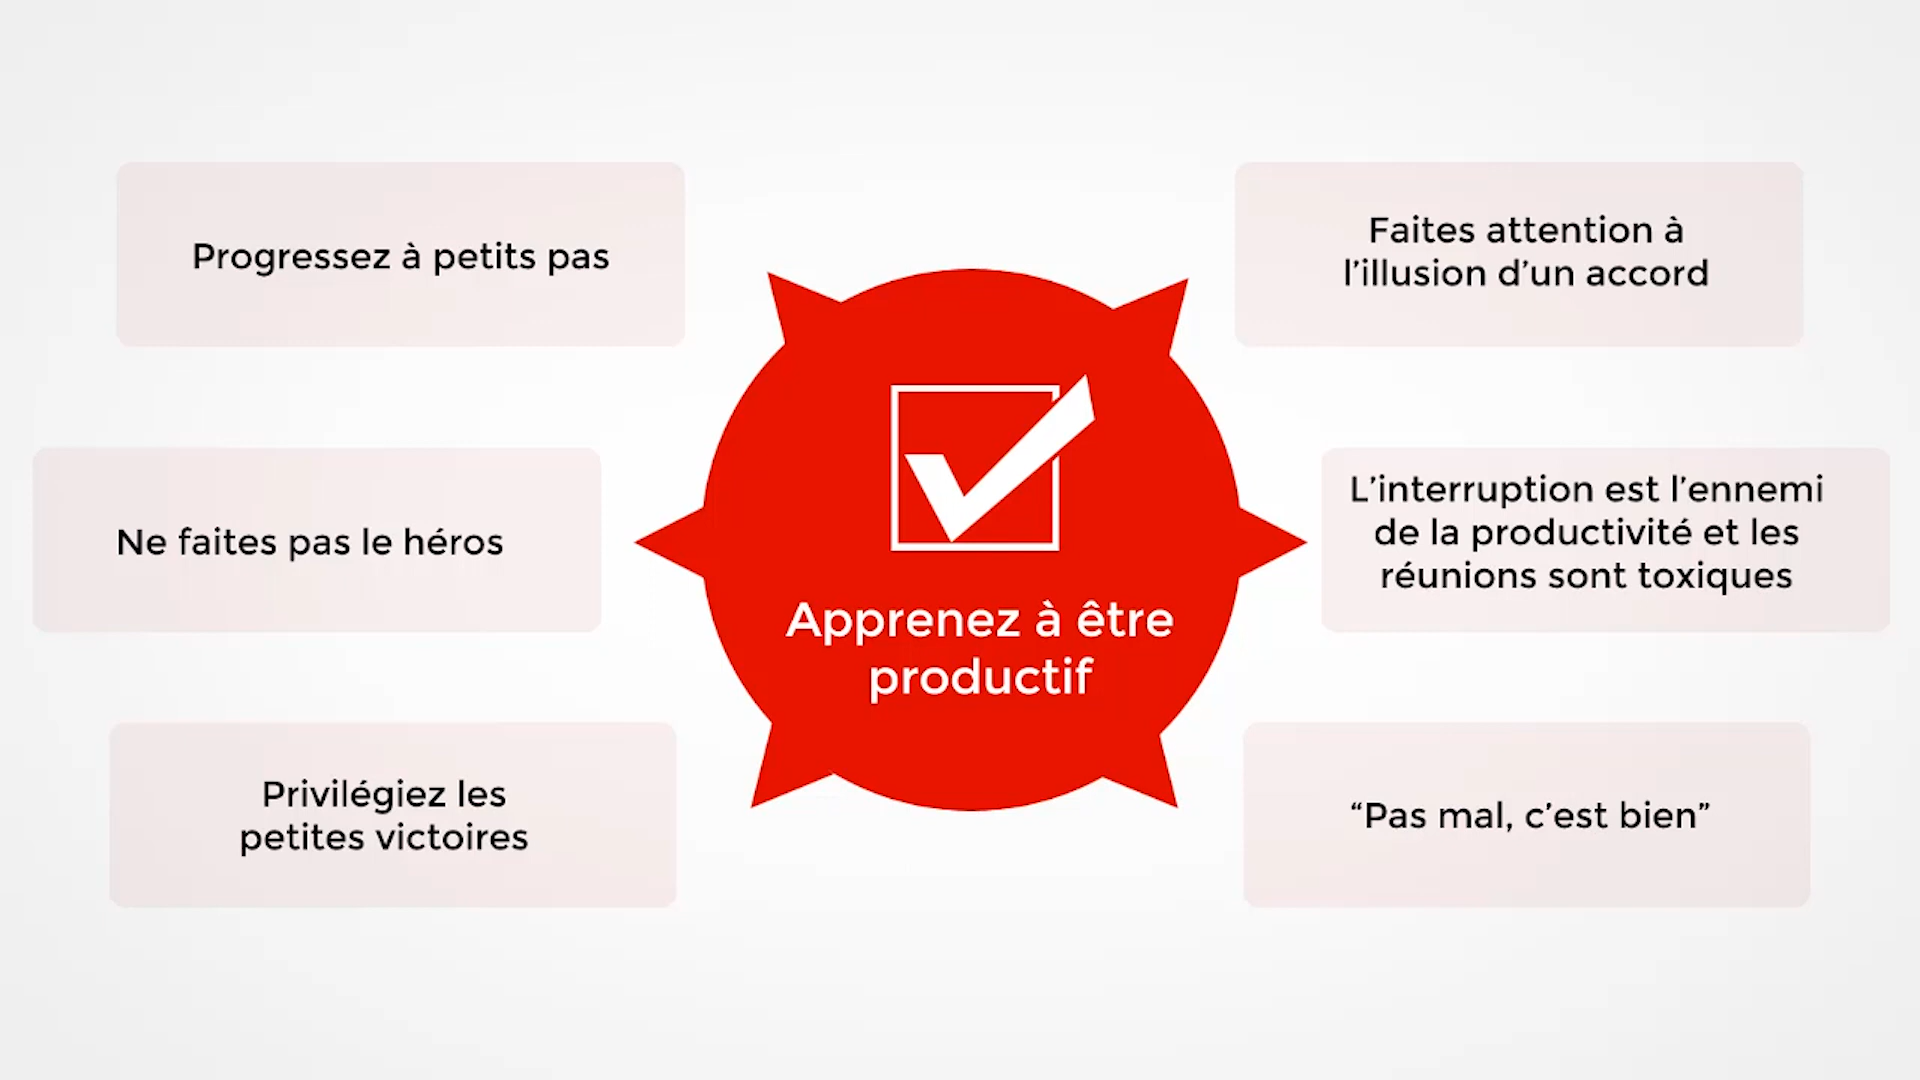 Progressez à petits pas
Faites attention à
l’illusion d’un accord
Ne faites pas le héros
L’interruption est l’ennemi
de la productivité et les
réunions sont toxiques
Apprenez à être
productif
Privilégiez les
petites victoires
“Pas mal, c’est bien”